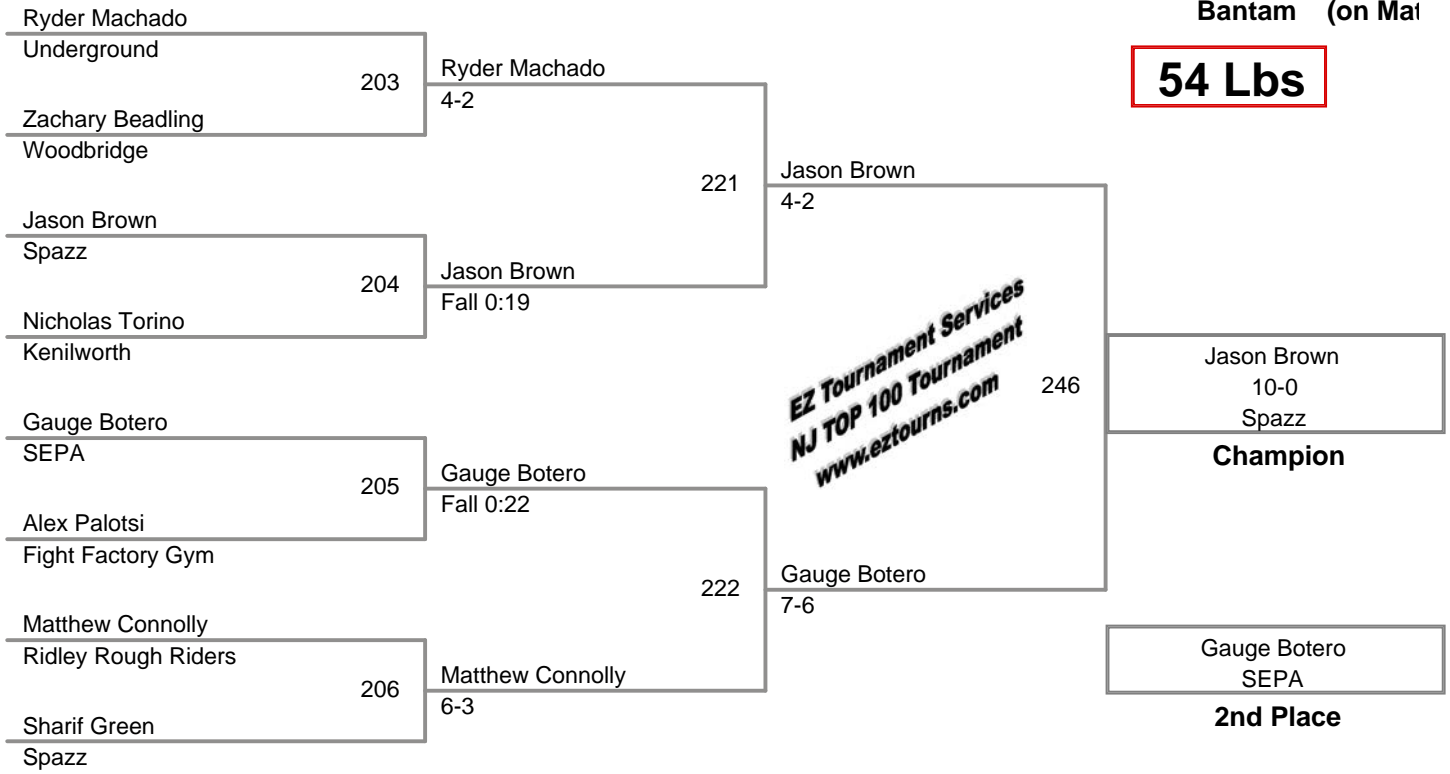 Bantam (on Mat
54 Lbs
Ryder Machado
Underground
203
Zachary Beadling
Woodbridge
Ryder Machado
4-2
221
Jason Brown
Spazz
204
Nicholas Torino
Kenilworth
Jason Brown
Fall 0:19
Jason Brown
4-2
Gauge Botero
SEPA
205
Alex Palotsi
Fight Factory Gym
Gauge Botero
Fall 0:22
222
Matthew Connolly
Ridley Rough Riders
206
Sharif Green
Spazz
Matthew Connolly
6-3
Gauge Botero
7-6
EZ Tournament Services
NJ TOP 100 Tournament
www.eztourns.com
246
Jason Brown
10-0
Spazz
Champion
Gauge Botero
SEPA
2nd Place